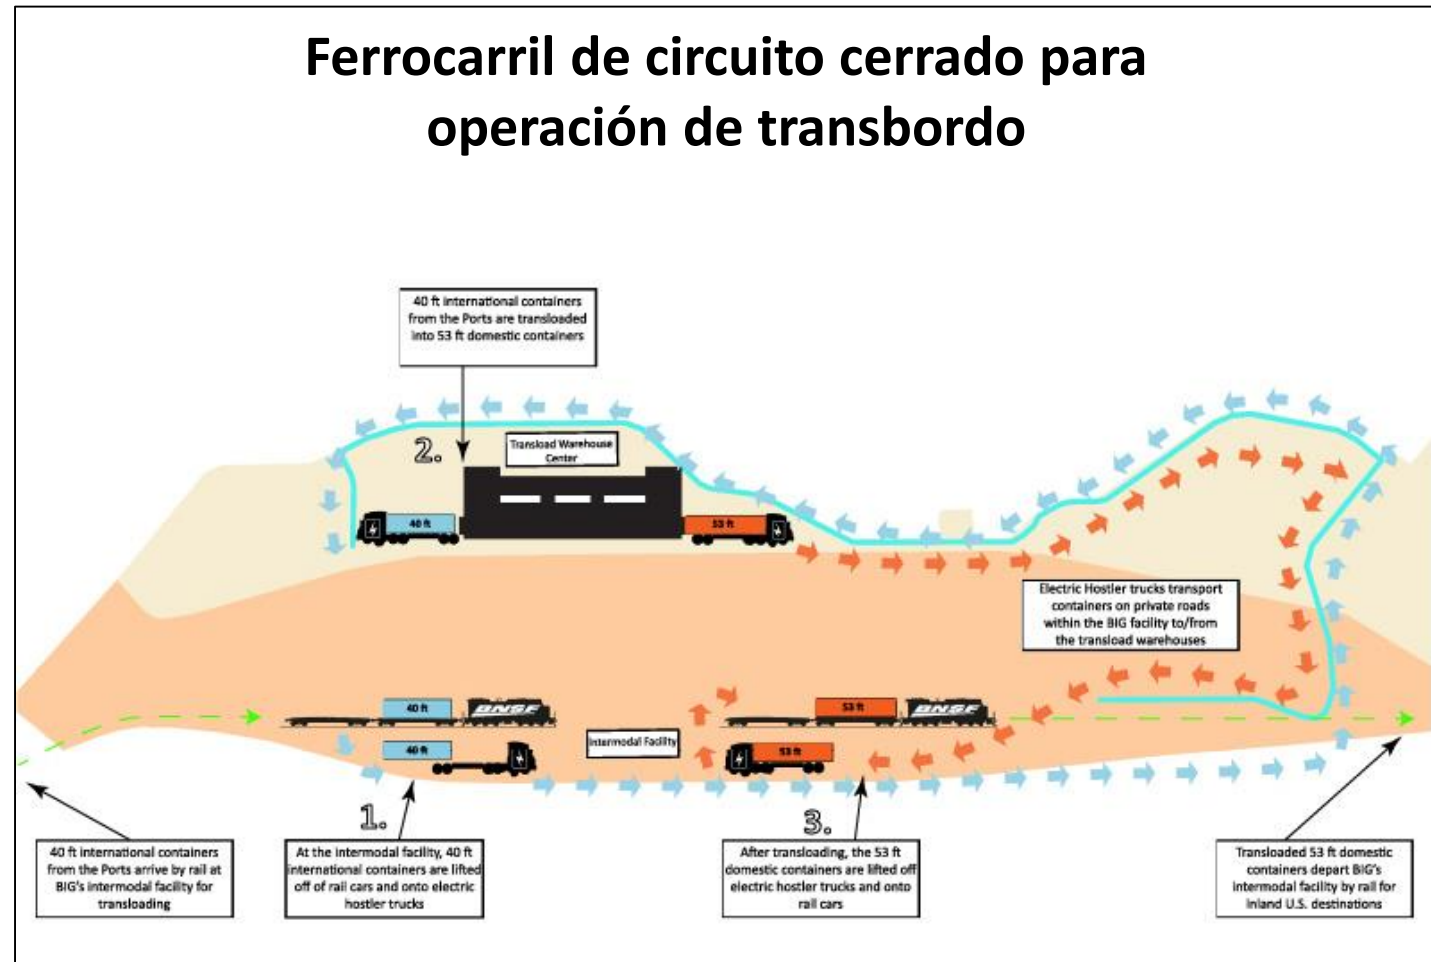 Ferrocarril de circuito cerrado para
operación de transbordo
40 ft international containers
from the Ports are transloaded
into 53 ft domestic containers
2.
Transload Warehouse
Center
40 ft
53 ft
Electric Hostler trucks transport
containers on private roads
within the BIG facility to/from
the transload warehouses
40 ft
BNSF
53 ft
BNSF
Intermodal Facility
40 ft
53 ft
1.
3.
40 ft international containers
from the Ports arrive by rail at
BIG's intermodal facility for
transloading
At the intermodal facility, 40 ft
international containers are lifted
off of rail cars and onto electric
hostler trucks
After transloading, the 53 ft
domestic containers are lifted off
electric hostler trucks and onto
rail cars
Transloaded 53 ft domestic
containers depart BIG's
intermodal facility by rail for
Inland U.S. destinations